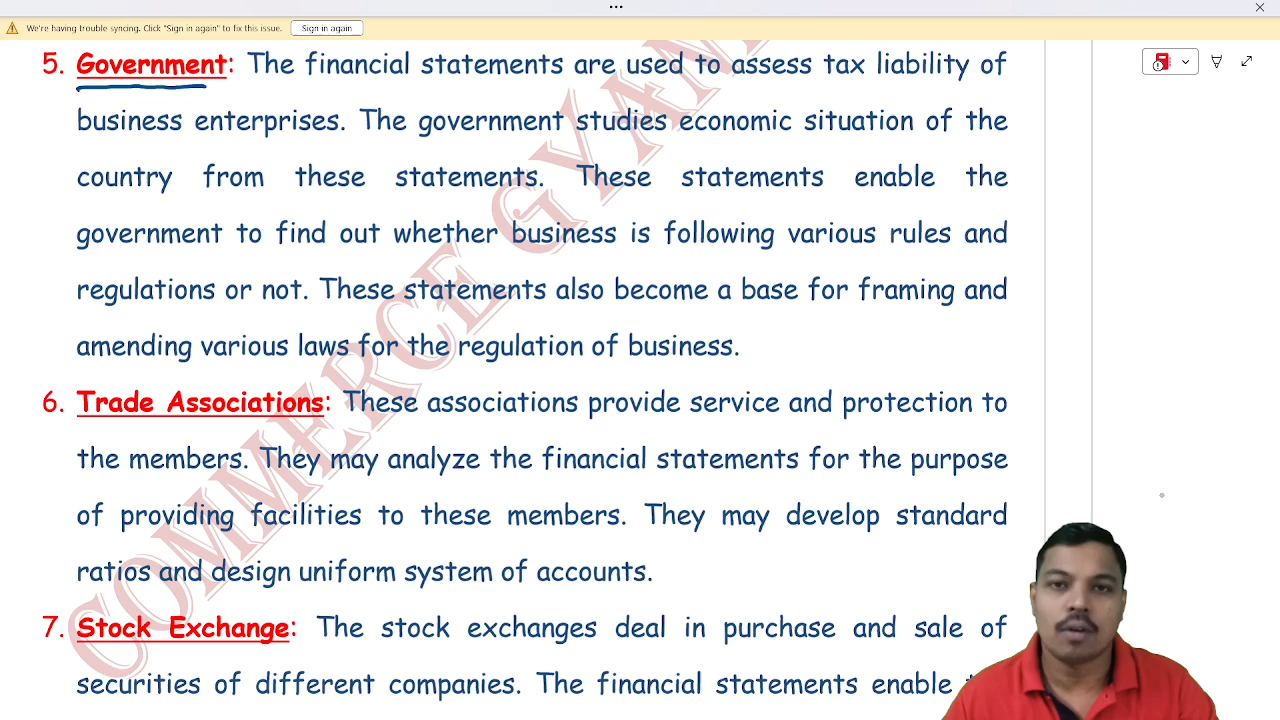 We're having trouble syncing. Click "Sign in again" to fix this issue. Sign in again
5. Government: The financial statements are used to assess tax liability of
business enterprises. The government studies economic situation of the
country from these statements. These statements enable the
government to find out whether business is following various rules and
regulations or not. These statements also become a base for framing and
amending various laws for the regulation of business.
6. Trade Associations: These associations provide service and protection to
the members. They may analyze the financial statements for the purpose
of providing facilities to these members. They may develop standard
ratios and design uniform system of accounts.
7. Stock Exchange: The stock exchanges deal in purchase and sale of
securities of different companies. The financial statements enable
COMMERCE GYAN